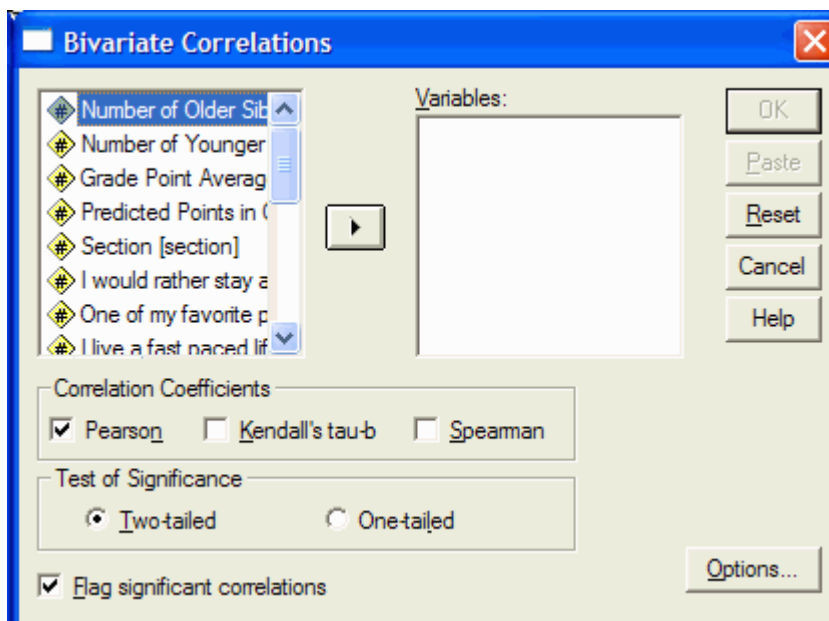 Bivariate Correlations
Number of Older Sib
Number of Younger
Grade Point Averag
Predicted Points in
Section [section]
I would rather stay a
One of my favorite p
I live a fast paced lif
Variables:
OK
Paste
Reset
Cancel
Help
Correlation Coefficients
Pearson Kendall's tau-b Spearman
Test of Significance
Two-tailed One-tailed
Flag significant correlations
Options...